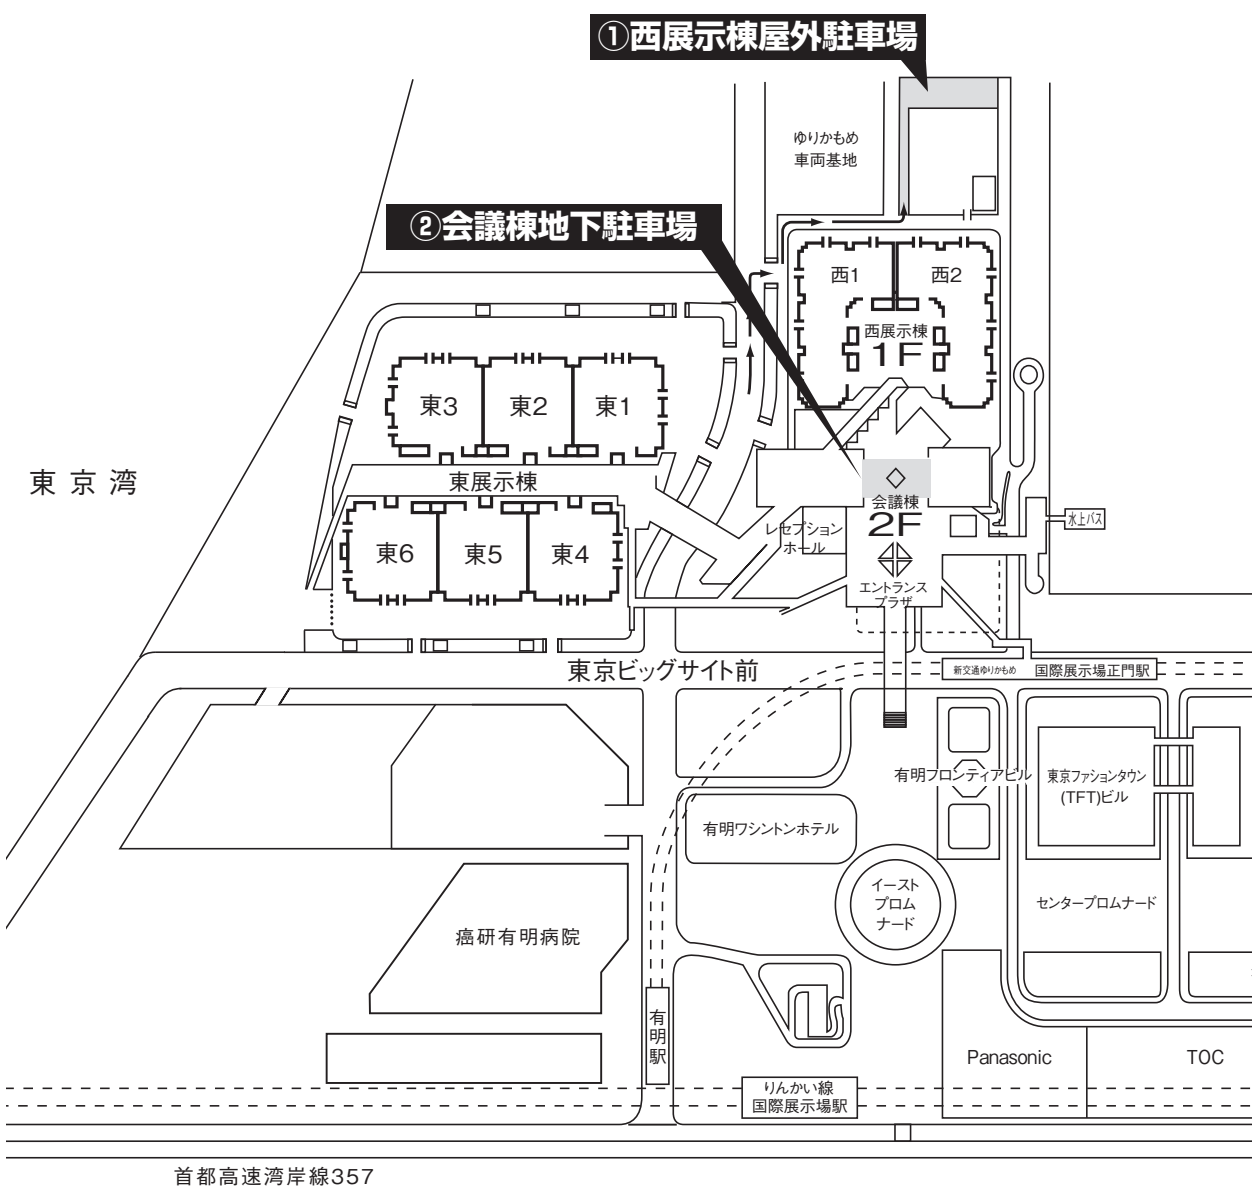 ①西展示棟屋外駐車場
ゆりかもめ
車両基地
②会議棟地下駐車場
西1
西2
西展示棟
1F
東3
東2
東1
東京湾
東展示棟
会議棟
2F
水上バス
レセプション
ホール
東6
東5
東4
エントランス
プラザ
東京ビッグサイト前
新交通ゆりかもめ 国際展示場正門駅
有明フロンティアビル
東京ファッションタウン
(TFT)ビル
有明ワシントンホテル
イースト
プロム
ナード
センタープロムナード
癌研有明病院
有明駅
Panasonic
TOC
りんかい線
国際展示場駅
首都高速湾岸線357